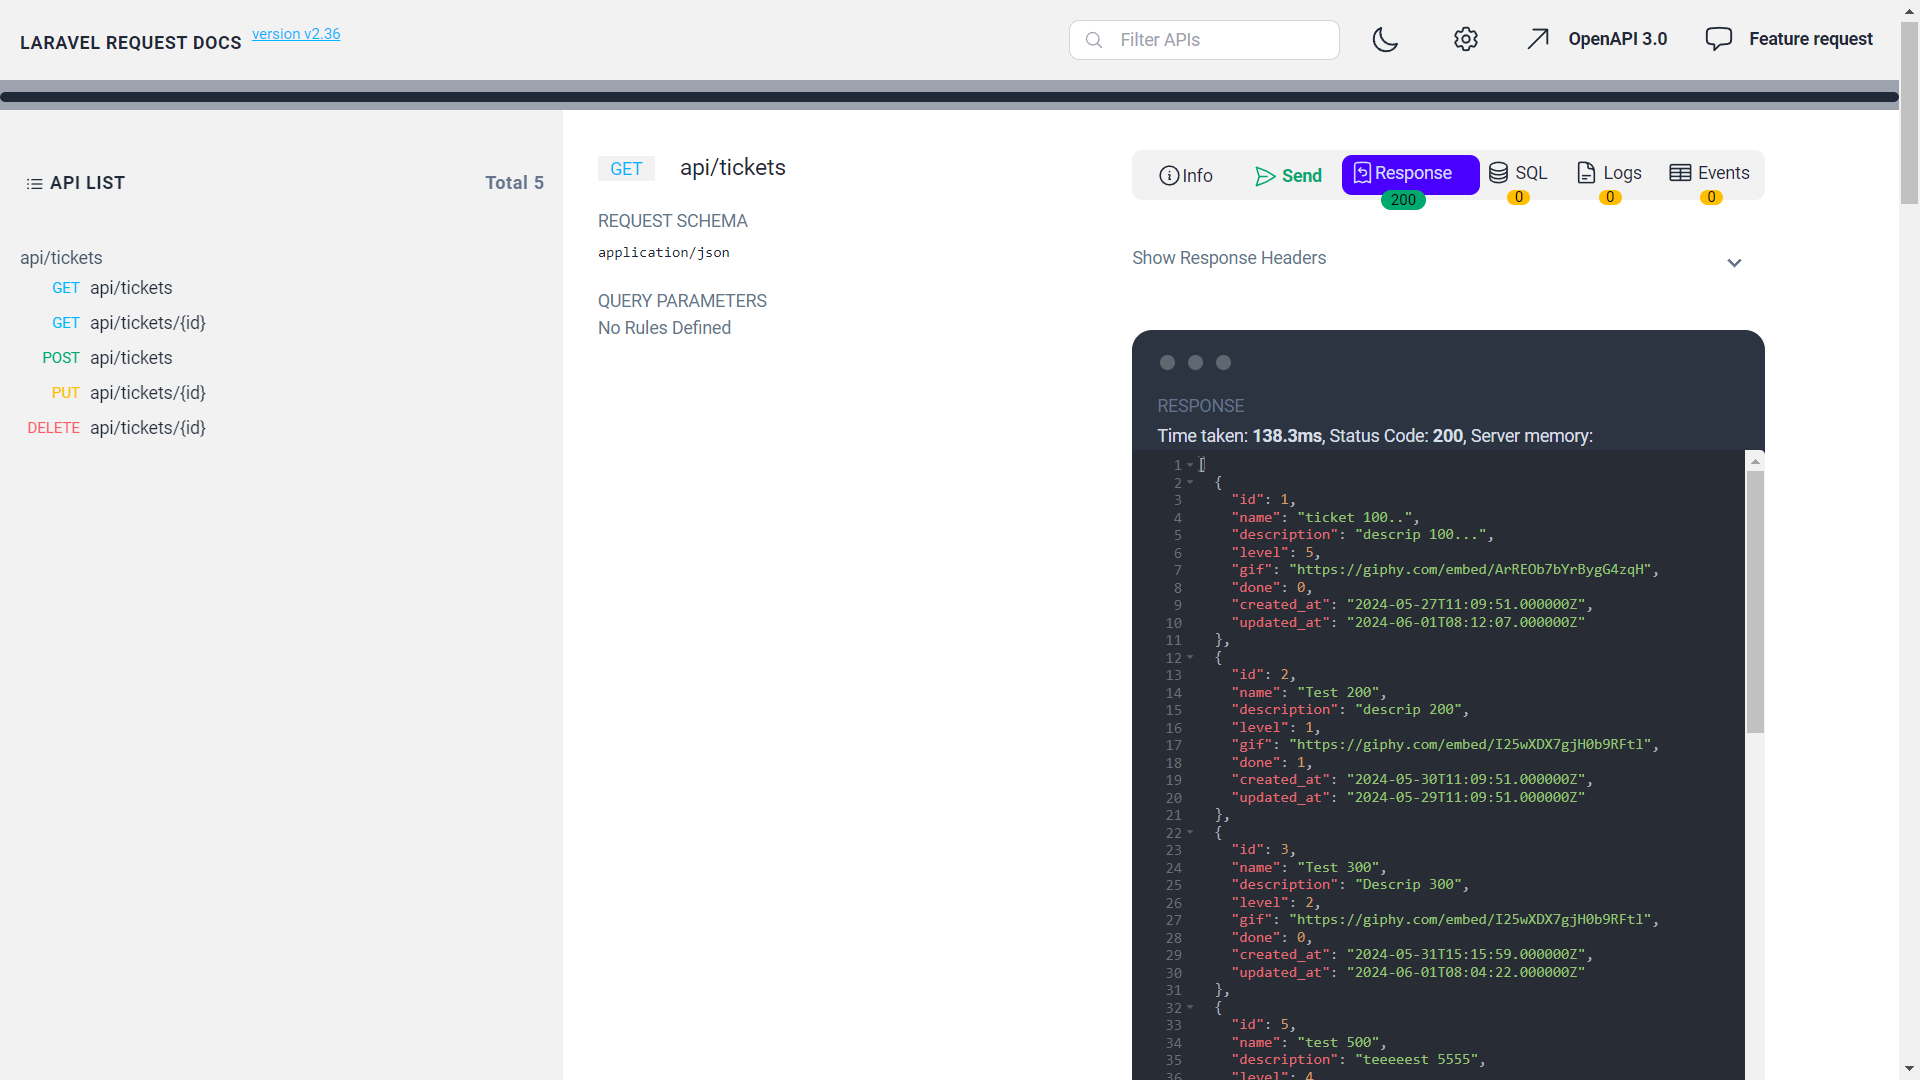 LARAVEL REQUEST DOCS version v2.36
Filter APIs
OpenAPI 3.0
Feature request
API LIST
Total 5
api/tickets
GET api/tickets
GET api/tickets/{id}
POST api/tickets
PUT api/tickets/{id}
DELETE api/tickets/{id}
GET api/tickets
REQUEST SCHEMA
application/json
QUERY PARAMETERS
No Rules Defined
Info Send Response SQL Logs Events
200 0 0 0
Show Response Headers
RESPONSE
Time taken: 138.3ms, Status Code: 200, Server memory:
1 [
2 {
3 "id": 1,
4 "name": "ticket 100..",
5 "description": "descrip 100...",
6 "level": 5,
7 "gif": "https://giphy.com/embed/ArREOb7bYrBygG4zqH",
8 "done": 0,
9 "created_at": "2024-05-27T11:09:51.000000Z",
10 "updated_at": "2024-06-01T08:12:07.000000Z"
11 },
12 {
13 "id": 2,
14 "name": "Test 200",
15 "description": "descrip 200",
16 "level": 1,
17 "gif": "https://giphy.com/embed/I25wXDX7gjH0b9RFtl",
18 "done": 1,
19 "created_at": "2024-05-30T11:09:51.000000Z",
20 "updated_at": "2024-05-29T11:09:51.000000Z"
21 },
22 {
23 "id": 3,
24 "name": "Test 300",
25 "description": "Descrip 300",
26 "level": 2,
27 "gif": "https://giphy.com/embed/I25wXDX7gjH0b9RFtl",
28 "done": 0,
29 "created_at": "2024-05-31T15:15:59.000000Z",
30 "updated_at": "2024-06-01T08:04:22.000000Z"
31 },
32 {
33 "id": 5,
34 "name": "test 500",
35 "description": "teeeeest 5555",
36 "level": 4